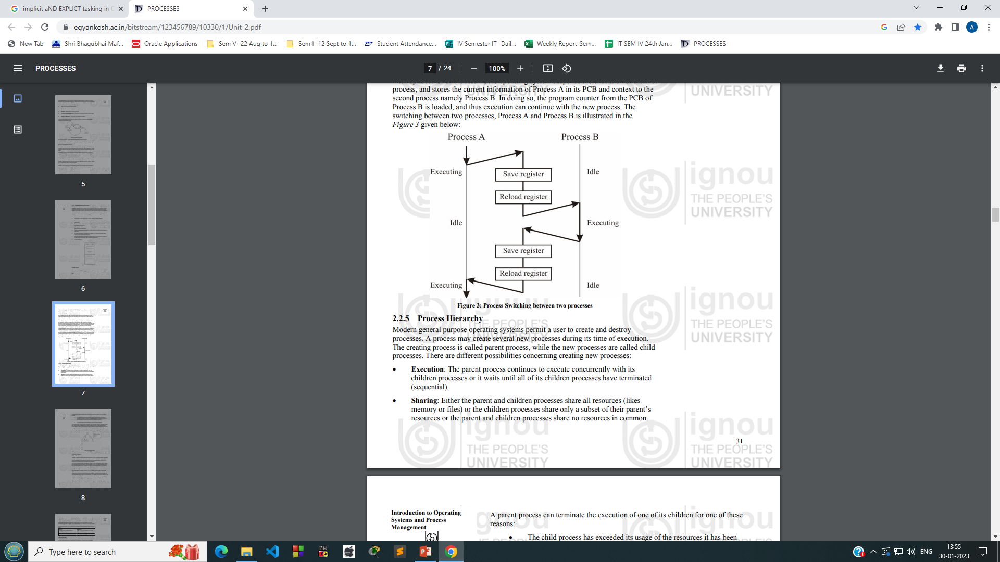 implicit aND EXPLICT tasking in C
PROCESSES
egyankosh.ac.in/bitstream/123456789/10330/1/Unit-2.pdf
A
New Tab
Shri Bhagubhai Maf...
Oracle Applications
Sem V- 22 Aug to 1...
Sem I- 12 Sept to 1...
Student Attendance...
IV Semester IT- Dail...
Weekly Report-Sem...
IT SEM IV 24th Jan...
PROCESSES
PROCESSES
7 / 24
100%
5
6
7
8
process, and stores the current information of Process A in its PCB and context to the
second process namely Process B. In doing so, the program counter from the PCB of
Process B is loaded, and thus execution can continue with the new process. The
switching between two processes, Process A and Process B is illustrated in the
Figure 3 given below:
Process A
Process B
Executing
Save register
Idle
Reload register
Idle
Executing
Save register
Reload register
Executing
Idle
Figure 3: Process Switching between two processes
2.2.5 Process Hierarchy
Modern general purpose operating systems permit a user to create and destroy
processes. A process may create several new processes during its time of execution.
The creating process is called parent process, while the new processes are called child
processes. There are different possibilities concerning creating new processes:
• Execution: The parent process continues to execute concurrently with its
children processes or it waits until all of its children processes have terminated
(sequential).
• Sharing: Either the parent and children processes share all resources (likes
memory or files) or the children processes share only a subset of their parent's
resources or the parent and children processes share no resources in common.
31
UNIVERSITY
UNIVERSITY
ignou
THE PEOPLE'S
UNIVERSITY
ignou
THE PEOPLE'S
UNIVERSITY
ignou
THE PEOPLE'S
UNIVERSITY
ignou
THE PEOPLE'S
UNIVERSITY
Introduction to Operating
Systems and Process
Management
A parent process can terminate the execution of one of its children for one of these
reasons:
• The child process has exceeded its usage of the resources it has been
Type here to search
ENG
13:55
30-01-2023